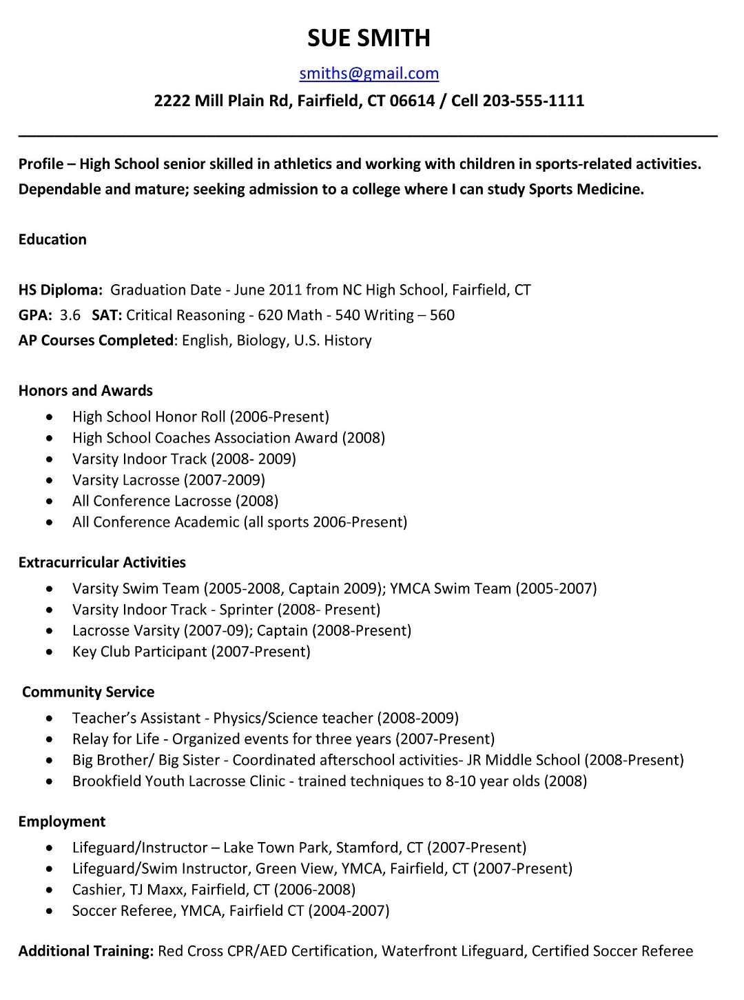 SUE SMITH
smiths@gmail.com
2222 Mill Plain Rd, Fairfield, CT 06614 / Cell 203-555-1111
Profile – High School senior skilled in athletics and working with children in sports-related activities.
Dependable and mature; seeking admission to a college where I can study Sports Medicine.
Education
HS Diploma:  Graduation Date - June 2011 from NC High School, Fairfield, CT
GPA:  3.6   SAT: Critical Reasoning - 620 Math - 540 Writing – 560
AP Courses Completed: English, Biology, U.S. History
Honors and Awards
• High School Honor Roll (2006-Present)
• High School Coaches Association Award (2008)
• Varsity Indoor Track (2008- 2009)
• Varsity Lacrosse (2007-2009)
• All Conference Lacrosse (2008)
• All Conference Academic (all sports 2006-Present)
Extracurricular Activities
• Varsity Swim Team (2005-2008, Captain 2009); YMCA Swim Team (2005-2007)
• Varsity Indoor Track - Sprinter (2008- Present)
• Lacrosse Varsity (2007-09); Captain (2008-Present)
• Key Club Participant (2007-Present)
Community Service
• Teacher’s Assistant - Physics/Science teacher (2008-2009)
• Relay for Life - Organized events for three years (2007-Present)
• Big Brother/ Big Sister - Coordinated afterschool activities- JR Middle School (2008-Present)
• Brookfield Youth Lacrosse Clinic - trained techniques to 8-10 year olds (2008)
Employment
• Lifeguard/Instructor – Lake Town Park, Stamford, CT (2007-Present)
• Lifeguard/Swim Instructor, Green View, YMCA, Fairfield, CT (2007-Present)
• Cashier, TJ Maxx, Fairfield, CT (2006-2008)
• Soccer Referee, YMCA, Fairfield CT (2004-2007)
Additional Training: Red Cross CPR/AED Certification, Waterfront Lifeguard, Certified Soccer Referee